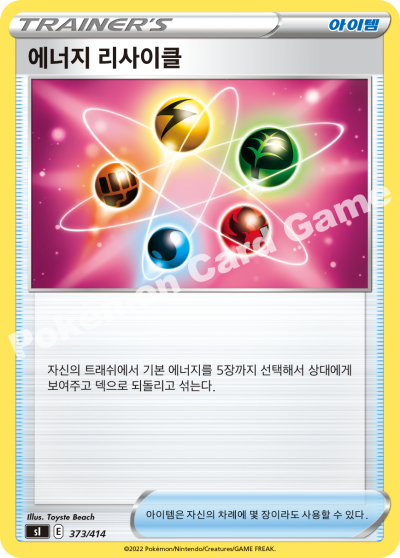 TRAINER'S
아이템
에너지 리사이클
Pokémon Card Game
자신의 트래쉬에서 기본 에너지를 5장까지 선택해서 상대에게
보여주고 덱으로 되돌리고 섞는다.
Illus. Toyste Beach
sI E 373/414
아이템은 자신의 차례에 몇 장이라도 사용할 수 있다.
©2022 Pokémon/Nintendo/Creatures/GAME FREAK.